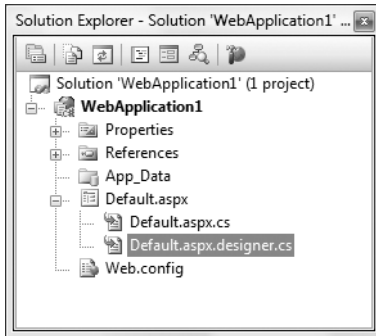 Solution Explorer - Solution 'WebApplication1' ...
Solution 'WebApplication1' (1 project)
WebApplication1
Properties
References
App_Data
Default.aspx
Default.aspx.cs
Default.aspx.designer.cs
Web.config